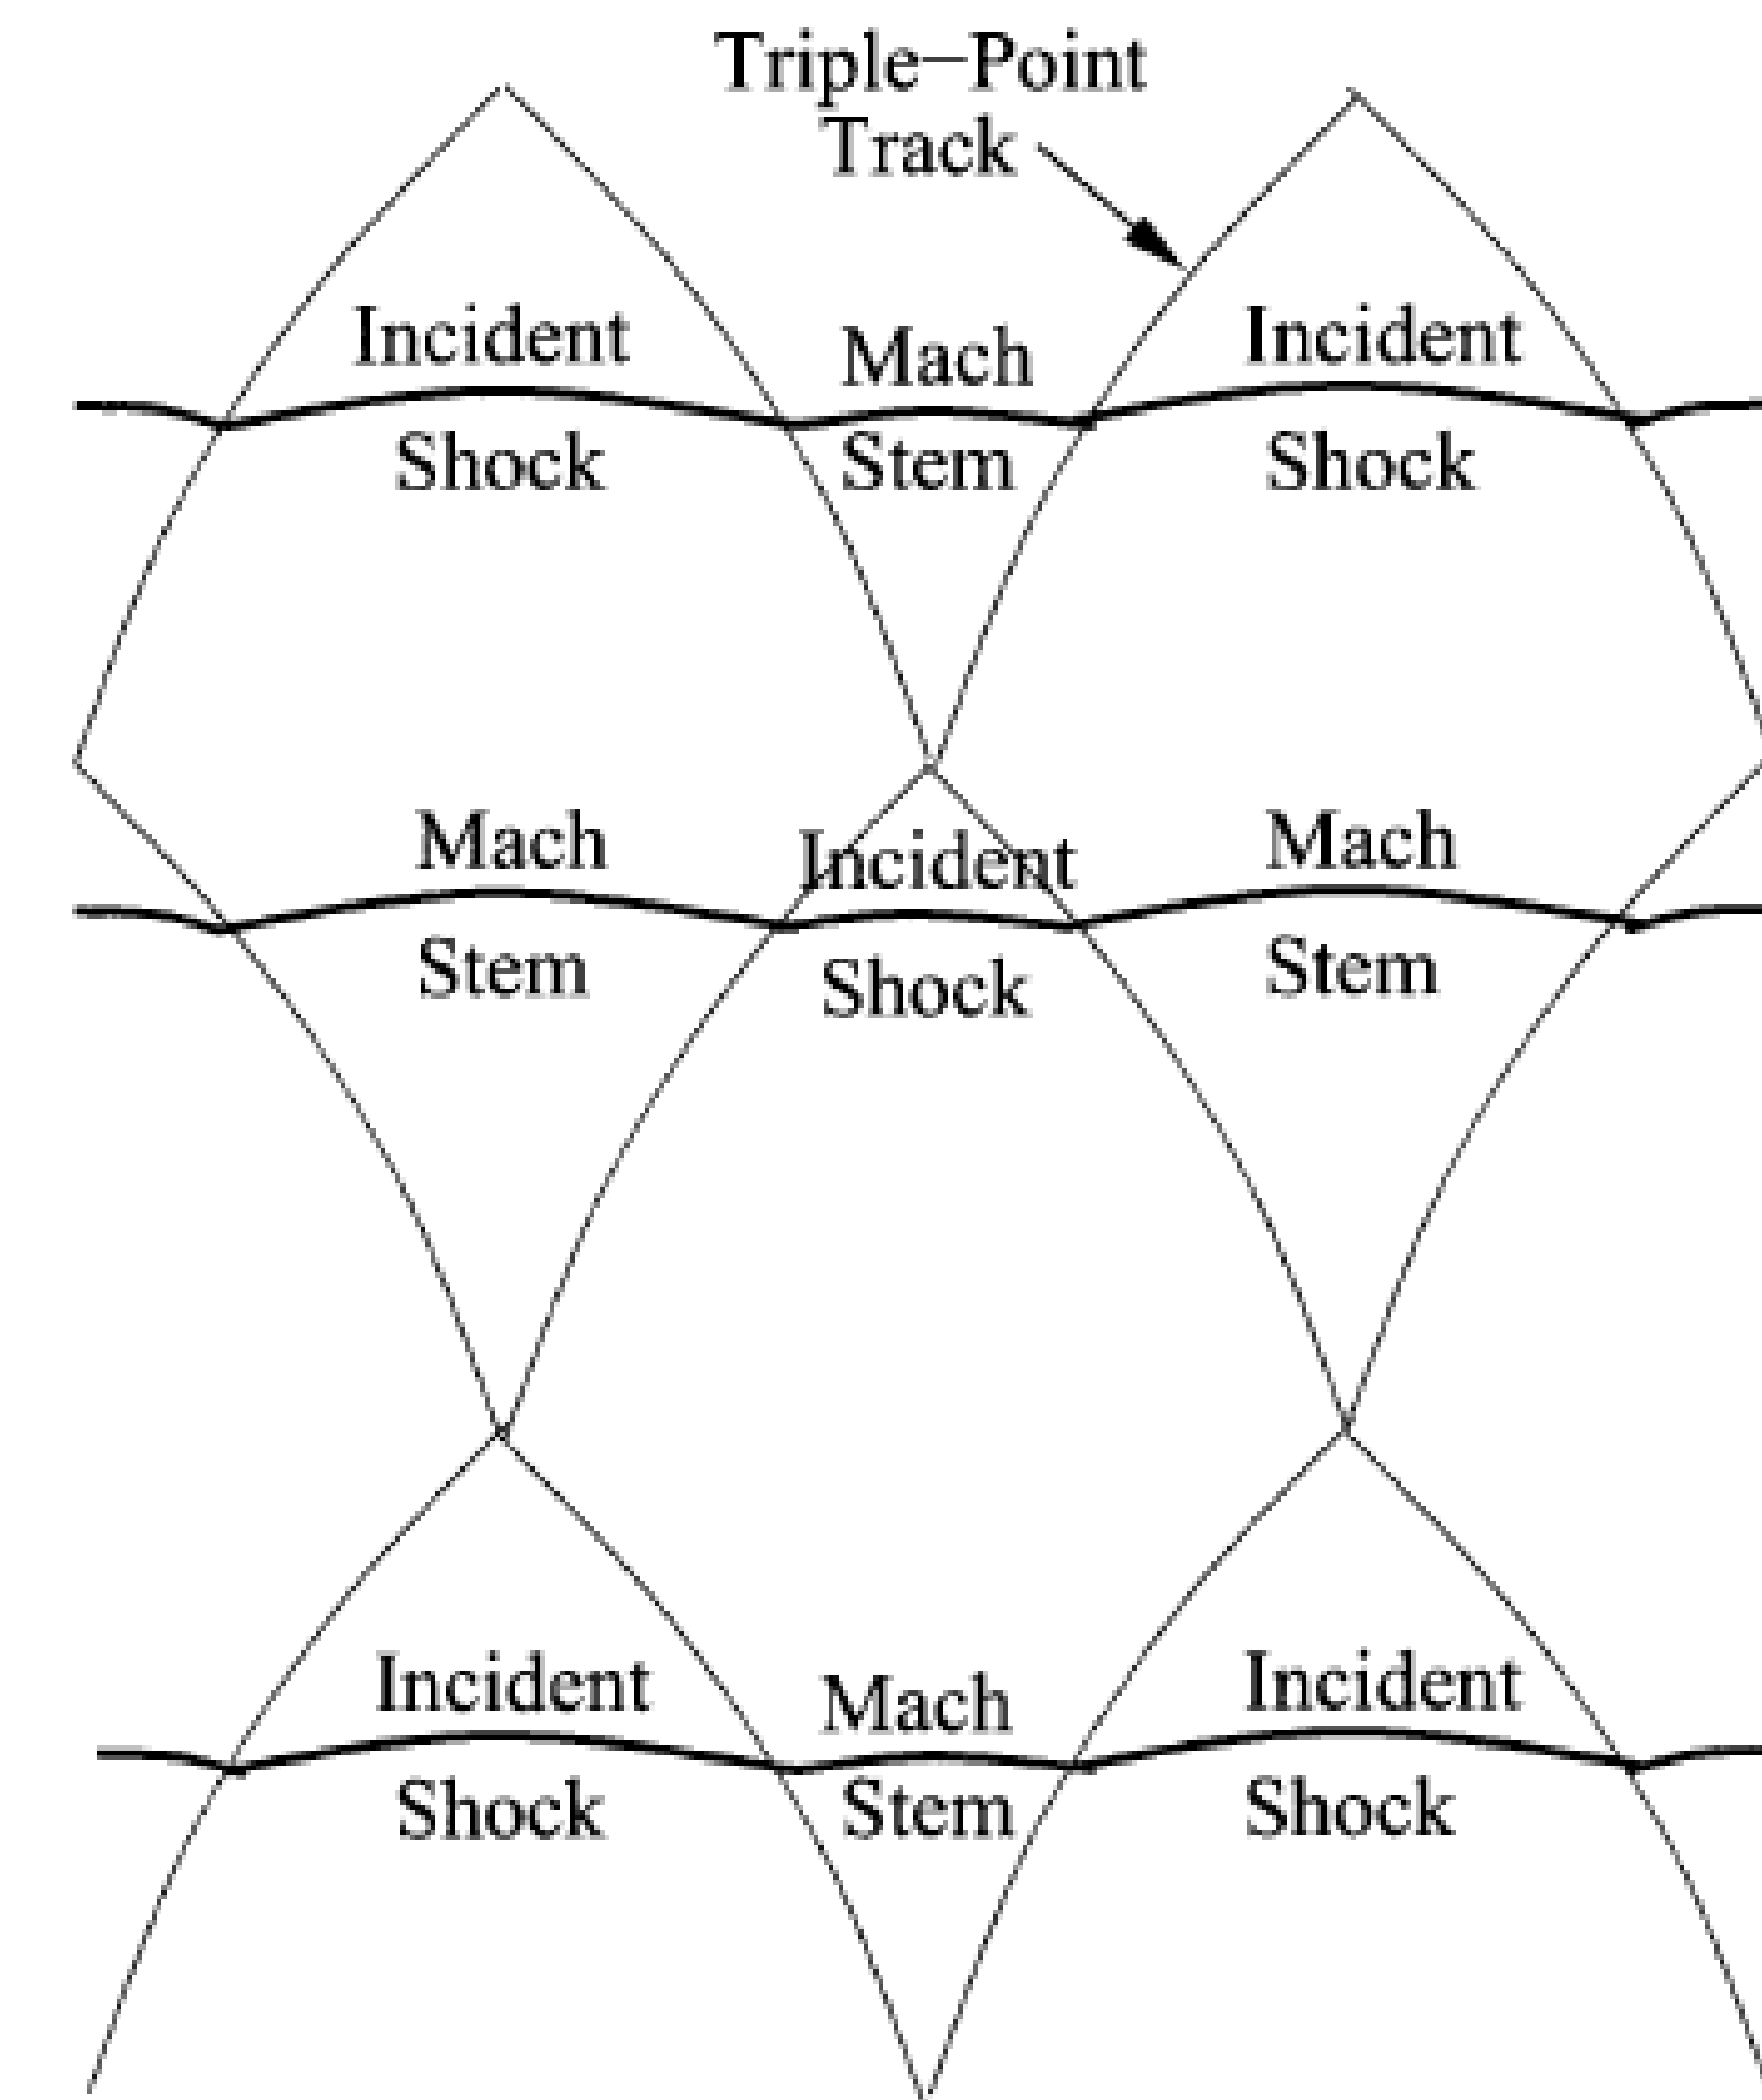 Triple–Point
Track
Incident
Shock
Mach
Stem
Incident
Shock
Mach
Stem
Incident
Shock
Mach
Stem
Incident
Shock
Mach
Stem
Incident
Shock